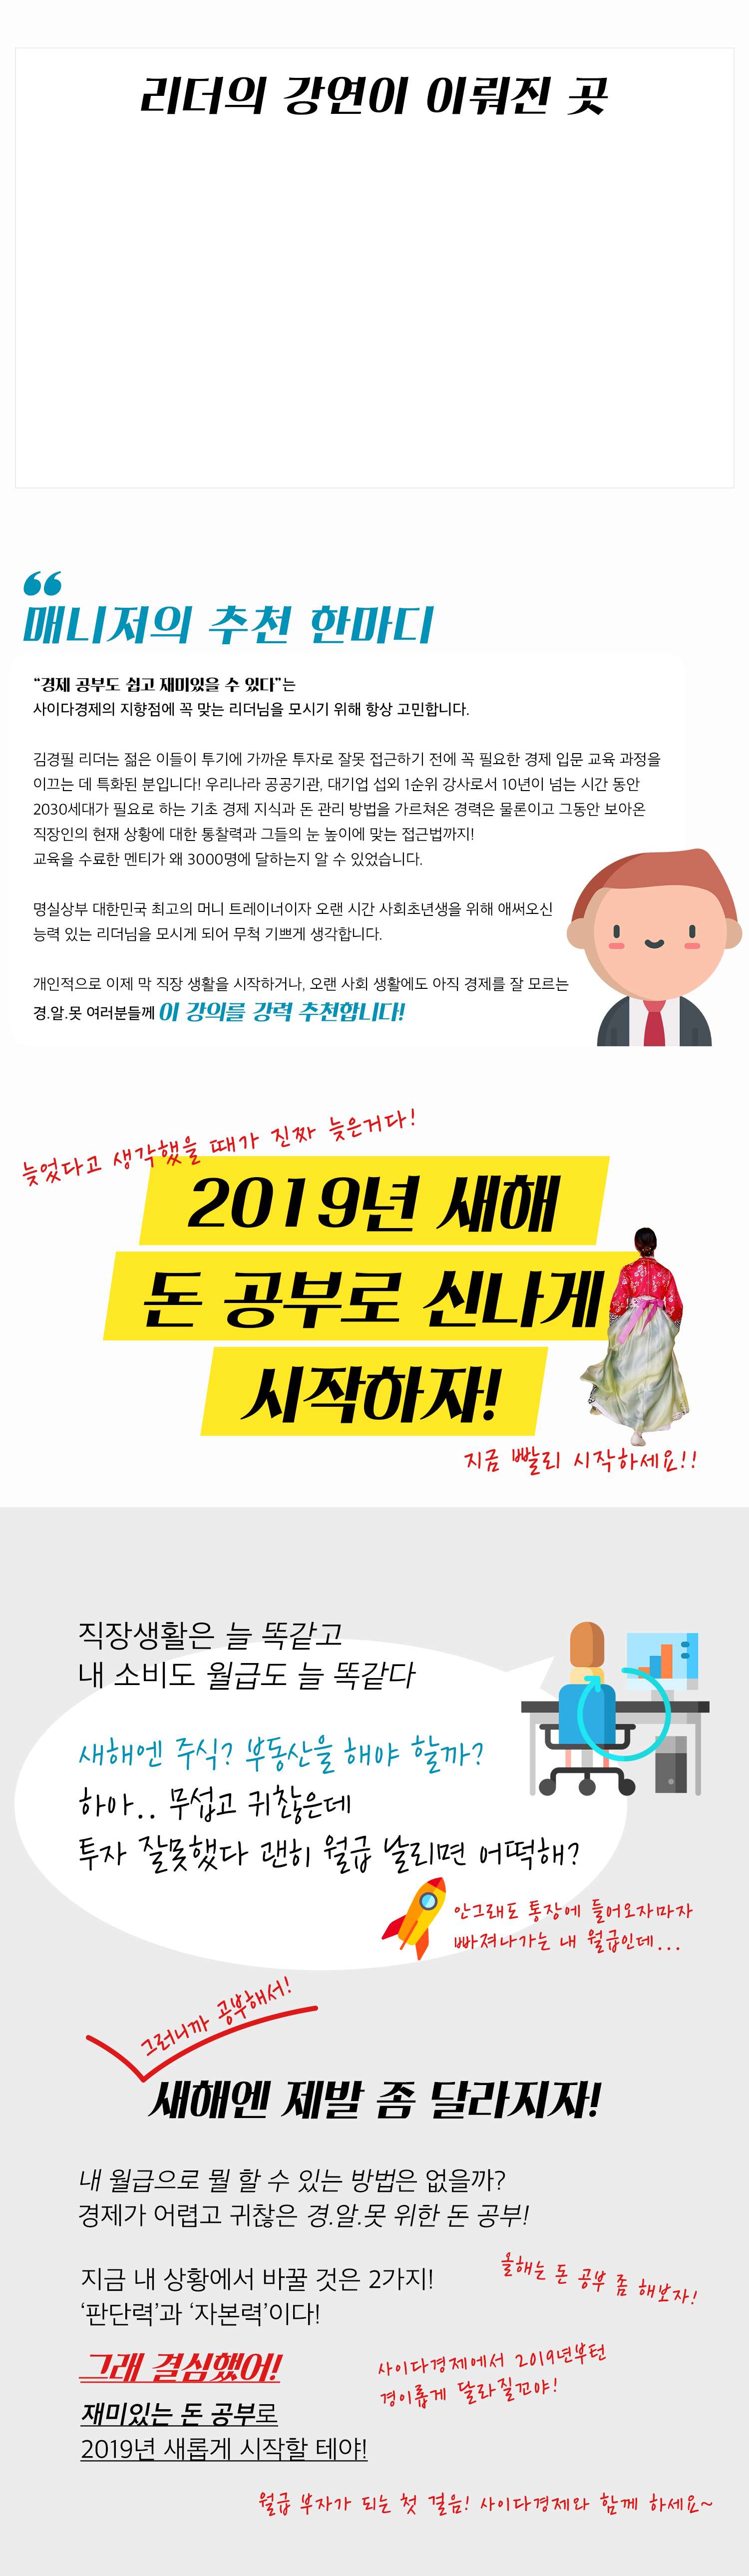 리더의 강연이 이뤄진 곳
“
매니저의 추천 한마디
“경제 공부도 쉽고 재미있을 수 있다”는
사이다경제의 지향점에 꼭 맞는 리더님을 모시기 위해 항상 고민합니다.
김경필 리더는 젊은 이들이 투기에 가까운 투자로 잘못 접근하기 전에 꼭 필요한 경제 입문 교육 과정을
이끄는 데 특화된 분입니다! 우리나라 공공기관, 대기업 섭외 1순위 강사로서 10년이 넘는 시간 동안
2030세대가 필요로 하는 기초 경제 지식과 돈 관리 방법을 가르쳐온 경력은 물론이고 그동안 보아온
직장인의 현재 상황에 대한 통찰력과 그들의 눈 높이에 맞는 접근법까지!
교육을 수료한 멘티가 왜 3000명에 달하는지 알 수 있었습니다.
명실상부 대한민국 최고의 머니 트레이너이자 오랜 시간 사회초년생을 위해 애써오신
능력 있는 리더님을 모시게 되어 무척 기쁘게 생각합니다.
개인적으로 이제 막 직장 생활을 시작하거나, 오랜 사회 생활에도 아직 경제를 잘 모르는
경.알.못 여러분들께 이 강의를 강력 추천합니다!
늦었다고 생각했을 때가 진짜 늦은거다!
2019년 새해
돈 공부로 신나게
시작하자!
지금 빨리 시작하세요!!
직장생활은 늘 똑같고
내 소비도 월급도 늘 똑같다
새해엔 주식? 부동산을 해야 할까?
하아.. 무섭고 귀찮은데
투자 잘못했다 괜히 월급 날리면 어떡해?
안그래도 통장에 들어오자마자
빠져나가는 내 월급인데...
그러니까 공부해서!
새해엔 제발 좀 달라지자!
내 월급으로 뭘 할 수 있는 방법은 없을까?
경제가 어렵고 귀찮은 경.알.못 위한 돈 공부!
지금 내 상황에서 바꿀 것은 2가지!
‘판단력’과 ‘자본력’이다!
올해는 돈 공부 좀 해보자!
그래 결심했어!
재미있는 돈 공부로
2019년 새롭게 시작할 테야!
사이다경제에서 2019년부턴
경이롭게 달라질꺼야!
월급 부자가 되는 첫 걸음! 사이다경제와 함께 하세요~